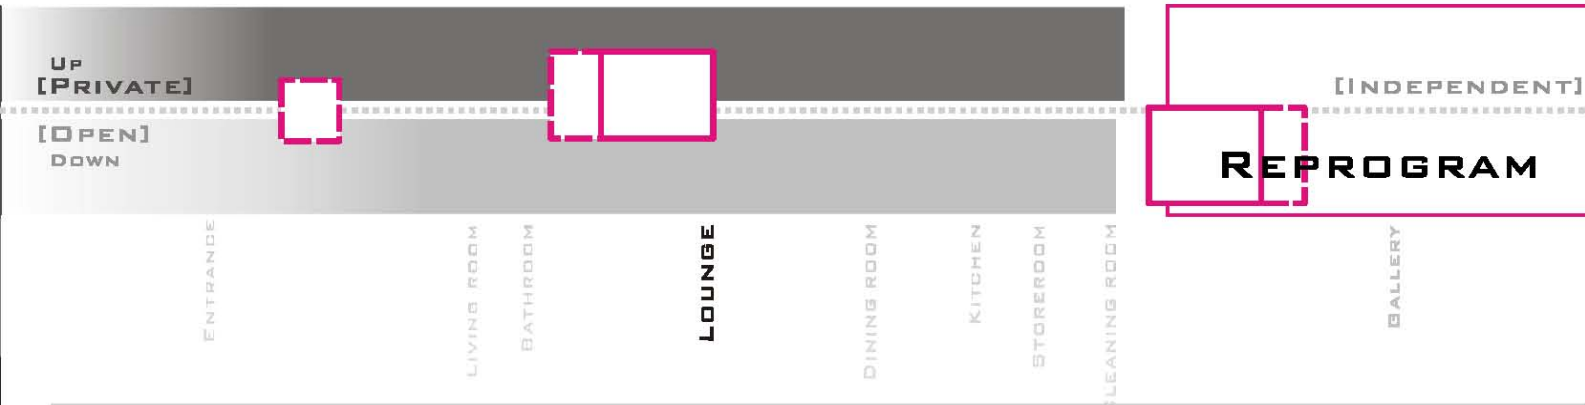 UP
[PRIVATE]
[OPEN]
DOWN
[INDEPENDENT]
REPROGRAM
ENTRANCE
LIVING ROOM
BATHROOM
LOUNGE
DINING ROOM
KITCHEN
STOREROOM
CLEANING ROOM
GALLERY